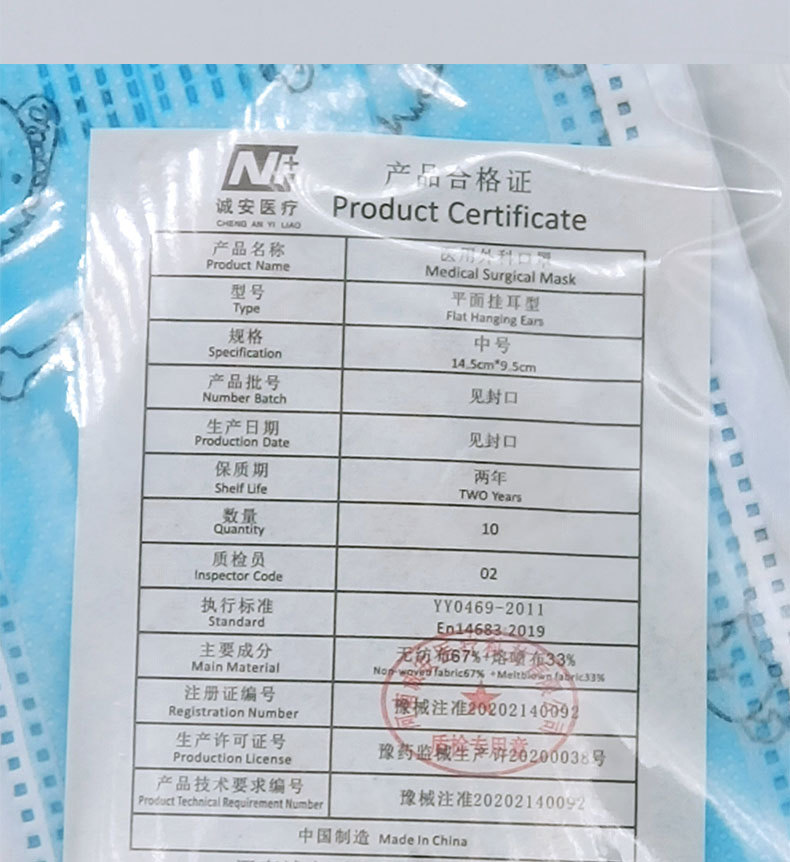 N+
诚安医疗
CHENG AN YI LIAO
产品合格证
Product Certificate
产品名称
Product Name
医用外科口罩
Medical Surgical Mask
型号
Type
平面挂耳型
Flat Hanging Ears
规格
Specification
中号
14.5cm*9.5cm
产品批号
Number Batch
见封口
生产日期
Production Date
见封口
保质期
Shelf Life
两年
TWO Years
数量
Quantity
10
质检员
Inspector Code
02
执行标准
Standard
YY0469-2011
En14683 2019
主要成分
Main Material
无纺布67%+熔喷布33%
Non-woven fabric67% +Meltblown fabric33%
注册证编号
Registration Number
豫械注准20202140092
生产许可证号
Production License
豫药监械生产许20200038号
质检专用章
产品技术要求编号
Product Technical Requirement Number
豫械注准20202140092
中国制造 Made In China